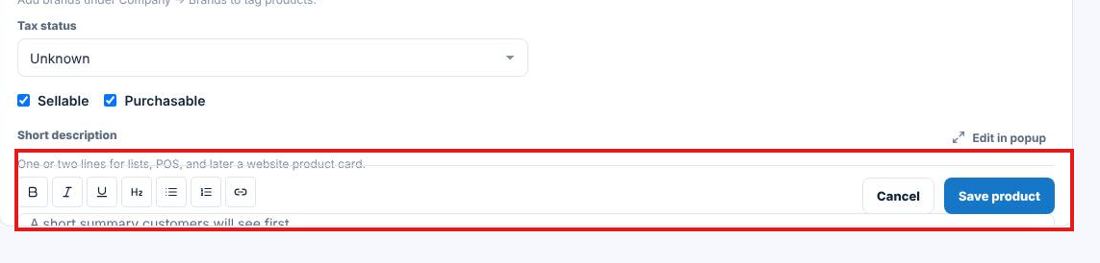 Add brands under Company → Brands to tag products.
Tax status
Unknown
Sellable Purchasable
Short description Edit in popup
One or two lines for lists, POS, and later a website product card.
B I U H2 Cancel Save product
A short summary customers will see first